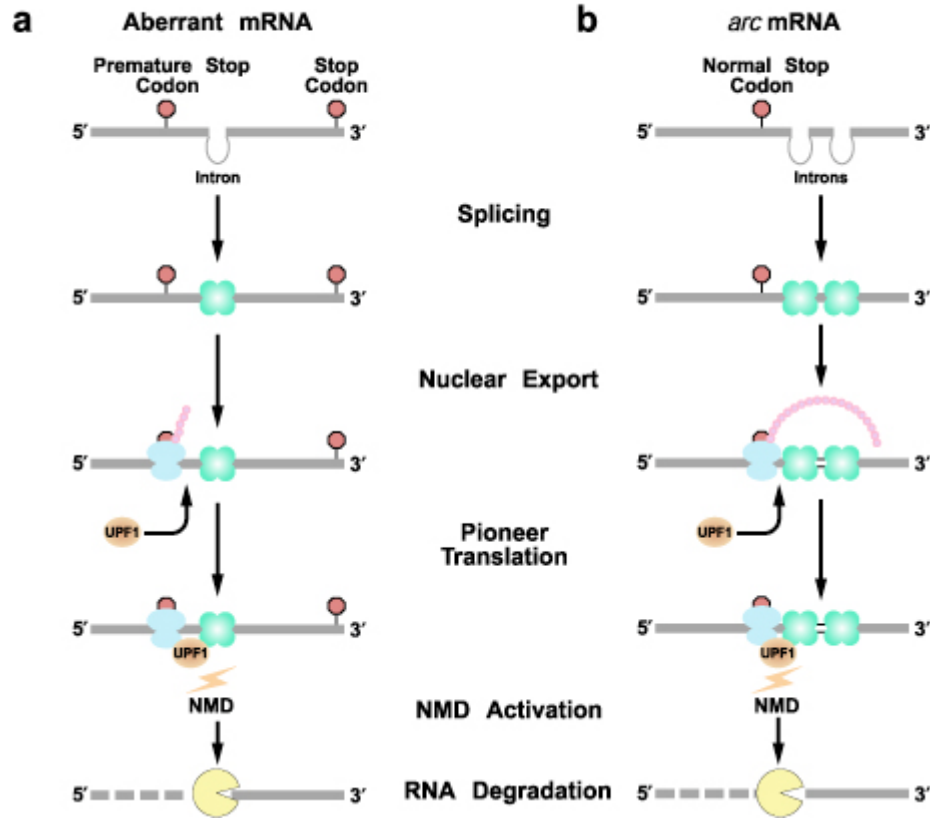 a
Aberrant mRNA
Premature Stop
Codon
Stop
Codon
5′
3′
Intron
5′
3′
5′
3′
UPF1
5′
3′
UPF1
NMD
5′
3′
Splicing
Nuclear Export
Pioneer
Translation
NMD Activation
RNA Degradation
b
arc mRNA
Normal Stop
Codon
5′
3′
Introns
5′
3′
5′
3′
UPF1
5′
3′
UPF1
NMD
5′
3′